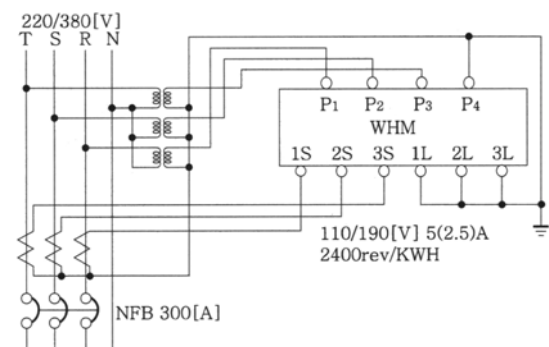 220/380[V]
T S R N
P1 P2 P3 P4
WHM
1S 2S 3S 1L 2L 3L
110/190[V] 5(2.5)A
2400rev/KWH
NFB 300[A]